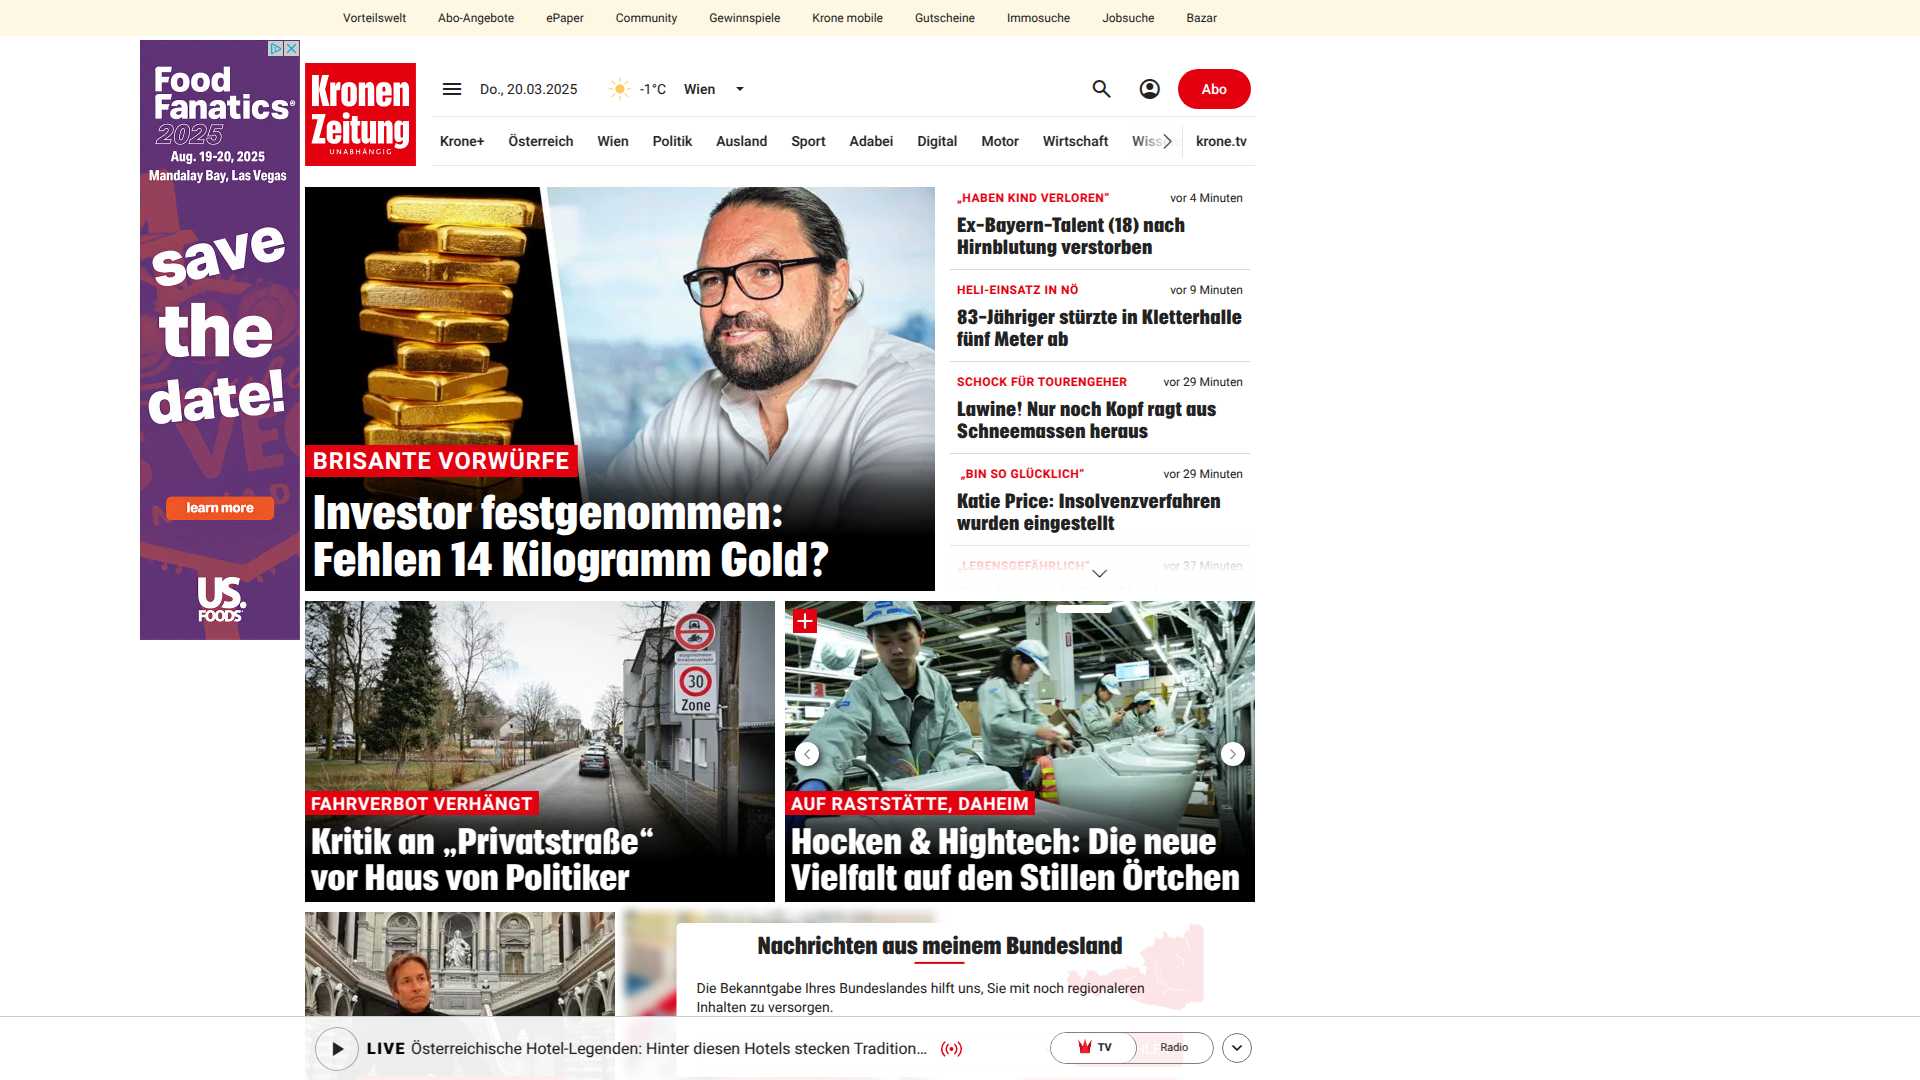 Vorteilswelt
Abo-Angebote
ePaper
Community
Gewinnspiele
Krone mobile
Gutscheine
Immosuche
Jobsuche
Bazar
Food
Fanatics®
2025
Aug. 19-20, 2025
Mandalay Bay, Las Vegas
save
the
date!
learn more
US.
FOODS
Kronen
Zeitung
UNABHÄNGIG
Do., 20.03.2025
-1°C
Wien
Abo
Krone+
Österreich
Wien
Politik
Ausland
Sport
Adabei
Digital
Motor
Wirtschaft
Wiss
krone.tv
BRISANTE VORWÜRFE
Investor festgenommen:
Fehlen 14 Kilogramm Gold?
„HABEN KIND VERLOREN“
vor 4 Minuten
Ex-Bayern-Talent (18) nach
Hirnblutung verstorben
HELI-EINSATZ IN NÖ
vor 9 Minuten
83-Jähriger stürzte in Kletterhalle
fünf Meter ab
SCHOCK FÜR TOURENGEHER
vor 29 Minuten
Lawine! Nur noch Kopf ragt aus
Schneemassen heraus
„BIN SO GLÜCKLICH“
vor 29 Minuten
Katie Price: Insolvenzverfahren
wurden eingestellt
„LEBENSGEFÄHRLICH“
vor 37 Minuten
30
Zone
FAHRVERBOT VERHÄNGT
Kritik an „Privatstraße“
vor Haus von Politiker
AUF RASTSTÄTTE, DAHEIM
Hocken & Hightech: Die neue
Vielfalt auf den Stillen Örtchen
Nachrichten aus meinem Bundesland
Die Bekanntgabe Ihres Bundeslandes hilft uns, Sie mit noch regionaleren
Inhalten zu versorgen.
LIVE Österreichische Hotel-Legenden: Hinter diesen Hotels stecken Tradition...
TV
Radio